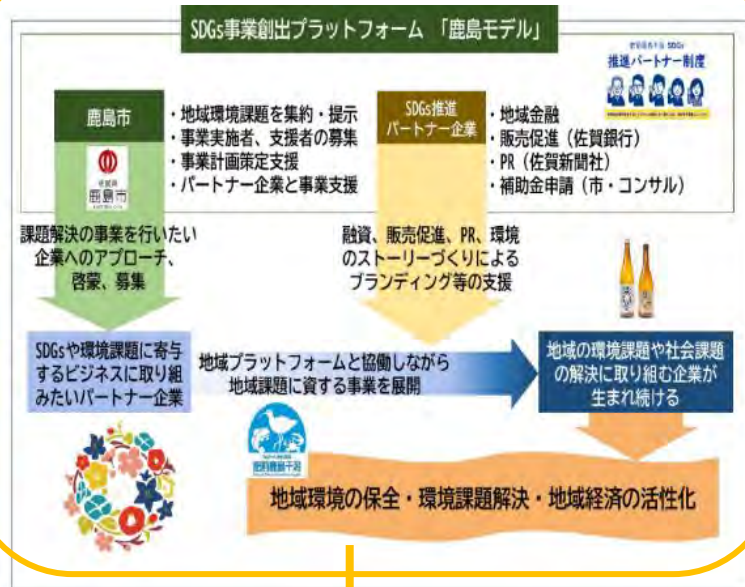 SDGs事業創出プラットフォーム 「鹿島モデル」
推進パートナー制度
鹿島市
鹿島市
・地域環境課題を集約・提示
・事業実施者、支援者の募集
・事業計画策定支援
・パートナー企業と事業支援
SDGs推進
パートナー企業
・地域金融
・販売促進（佐賀銀行）
・PR（佐賀新聞社）
・補助金申請（市・コンサル）
課題解決の事業を行いたい
企業へのアプローチ、
啓蒙、募集
融資、販売促進、PR、環境
のストーリーづくりによる
ブランディング等の支援
SDGsや環境課題に寄与
するビジネスに取り組
みたいパートナー企業
地域プラットフォームと協働しながら
地域課題に資する事業を展開
地域の環境課題や社会課題
の解決に取り組む企業が
生まれ続ける
肥前鹿島干潟
地域環境の保全・環境課題解決・地域経済の活性化